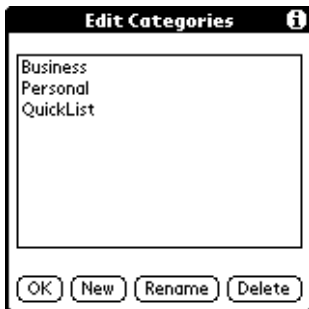 Edit Categories i
Business
Personal
QuickList
OK New Rename Delete